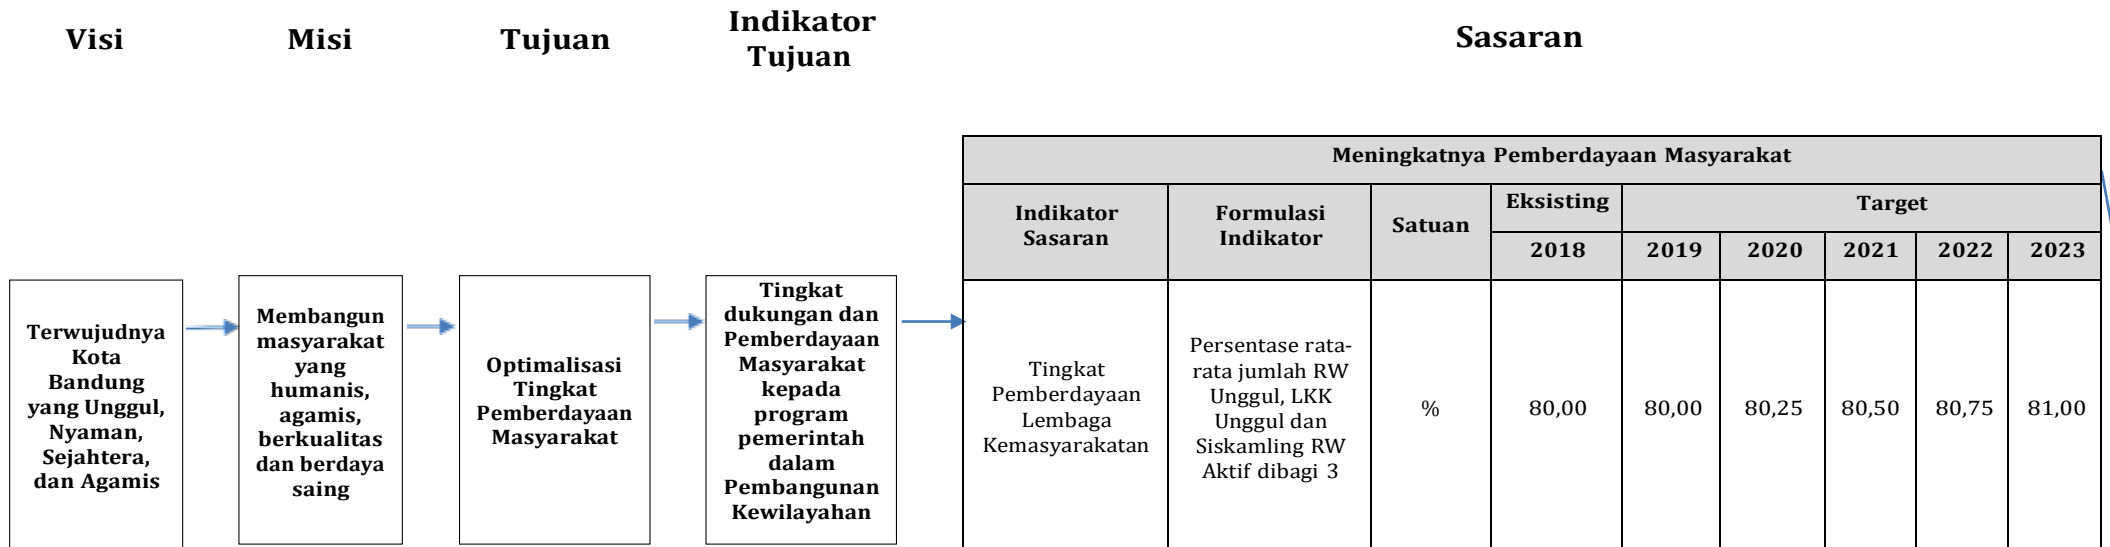 Visi
Misi
Tujuan
Indikator
Tujuan
Sasaran
Terwujudnya
Kota
Bandung
yang Unggul,
Nyaman,
Sejahtera,
dan Agamis
Membangun
masyarakat
yang
humanis,
agamis,
berkualitas
dan berdaya
saing
Optimalisasi
Tingkat
Pemberdayaan
Masyarakat
Tingkat
dukungan dan
Pemberdayaan
Masyarakat
kepada
program
pemerintah
dalam
Pembangunan
Kewilayahan
Meningkatnya Pemberdayaan Masyarakat
Indikator
Sasaran
Formulasi
Indikator
Satuan
Eksisting
Target
2018
2019
2020
2021
2022
2023
Tingkat
Pemberdayaan
Lembaga
Kemasyarakatan
Persentase rata-
rata jumlah RW
Unggul, LKK
Unggul dan
Siskamling RW
Aktif dibagi 3
%
80,00
80,00
80,25
80,50
80,75
81,00